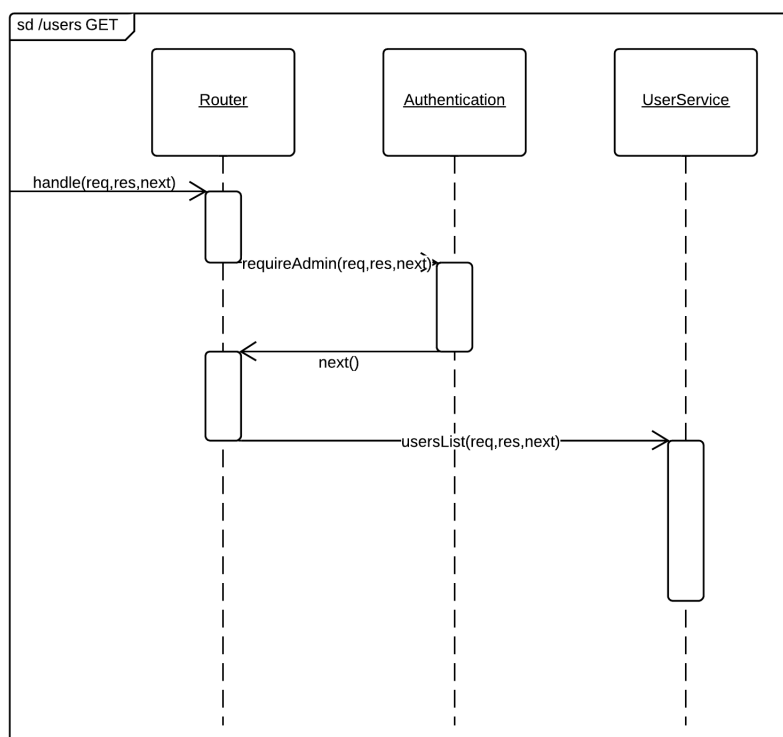 sd /users GET
Router
Authentication
UserService
handle(req,res,next)
requireAdmin(req,res,next)
next()
usersList(req,res,next)